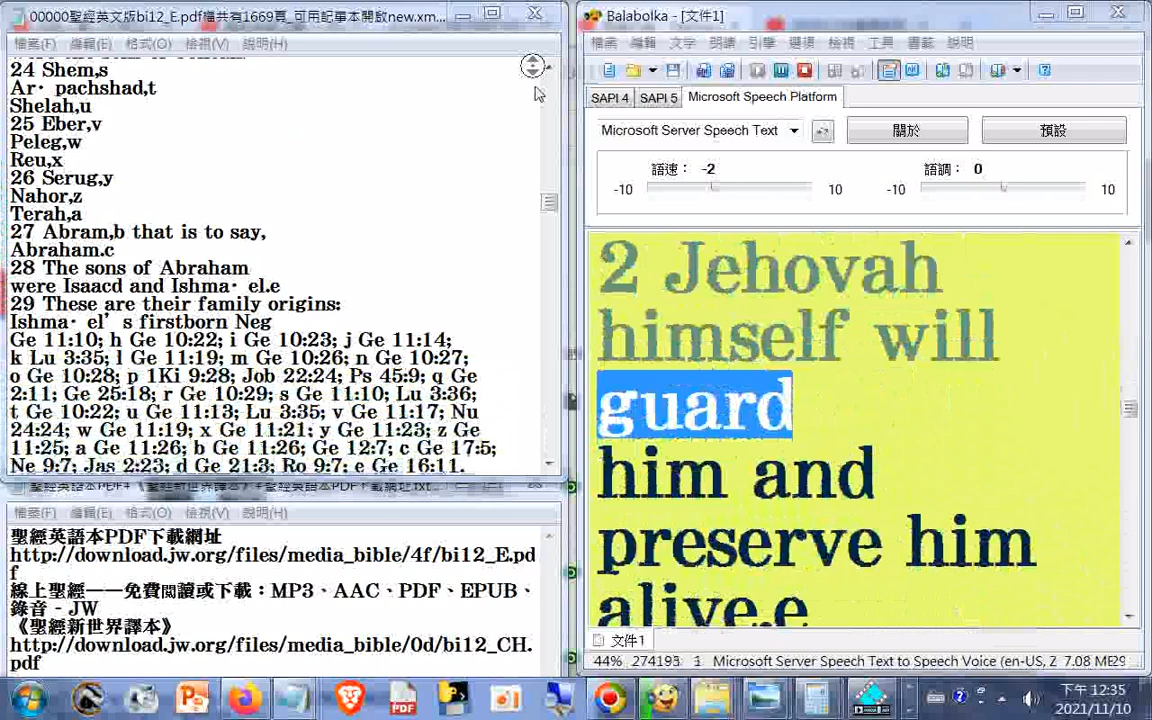 00000聖經英文版bi12_E.pdf檔共有1669頁_可用記事本開啟new.xm...
檔案(F) 編輯(E) 格式(O) 檢視(V) 說明(H)
24 Shem,s
Ar· pachshad,t
Shelah,u
25 Eber,v
Peleg,w
Reu,x
26 Serug,y
Nahor,z
Terah,a
27 Abram,b that is to say,
Abraham.c
28 The sons of Abraham
were Isaacd and Ishma· el.e
29 These are their family origins:
Ishma· el' s firstborn Neg
Ge 11:10; h Ge 10:22; i Ge 10:23; j Ge 11:14;
k Lu 3:35; l Ge 11:19; m Ge 10:26; n Ge 10:27;
o Ge 10:28; p 1Ki 9:28; Job 22:24; Ps 45:9; q Ge
2:11; Ge 25:18; r Ge 10:29; s Ge 11:10; Lu 3:36;
t Ge 10:22; u Ge 11:13; Lu 3:35; v Ge 11:17; Nu
24:24; w Ge 11:19; x Ge 11:21; y Ge 11:23; z Ge
11:25; a Ge 11:26; b Ge 11:26; Ge 12:7; c Ge 17:5;
Ne 9:7; Jas 2:23; d Ge 21:3; Ro 9:7; e Ge 16:11.
檔案(F) 編輯(E) 格式(O) 檢視(V) 說明(H)
聖經英語本PDF下載網址
http://download.jw.org/files/media_bible/4f/bi12_E.pd
f
線上聖經——免費閱讀或下載：MP3、AAC、PDF、EPUB、
錄音 - JW
《聖經新世界譯本》
http://download.jw.org/files/media_bible/0d/bi12_CH.
pdf
Balabolka - [文件1]
檔案 編輯 文字 朗讀 引擎 選項 檢視 工具 書籤 說明
SAPI 4 SAPI 5 Microsoft Speech Platform
Microsoft Server Speech Text 關於 預設
語速： -2 語調： 0
-10 10 -10 10
2 Jehovah
himself will
guard
him and
preserve him
alive.e
文件1
44% 274193 1 Microsoft Server Speech Text to Speech Voice (en-US, Z 7.08 ME29
下午 12:35
2021/11/10